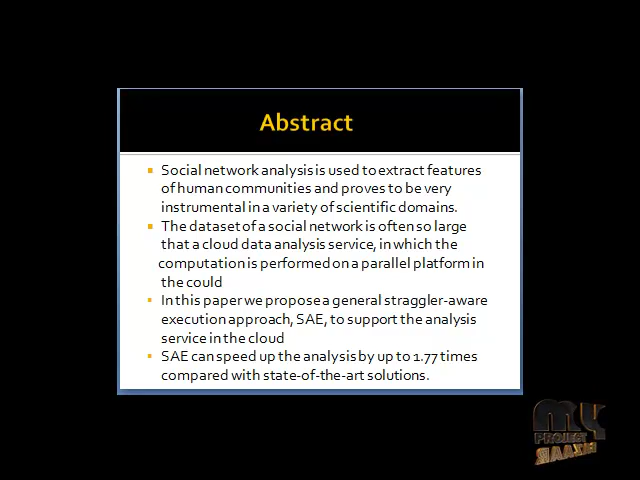 Abstract
Social network analysis is used to extract features
of human communities and proves to be very
instrumental in a variety of scientific domains.
The dataset of a social network is often so large
that a cloud data analysis service, in which the
computation is performed on a parallel platform in
the could
In this paper we propose a general straggler-aware
execution approach, SAE, to support the analysis
service in the cloud
SAE can speed up the analysis by up to 1.77 times
compared with state-of-the-art solutions.
MY
PROJECT
BAZAAR